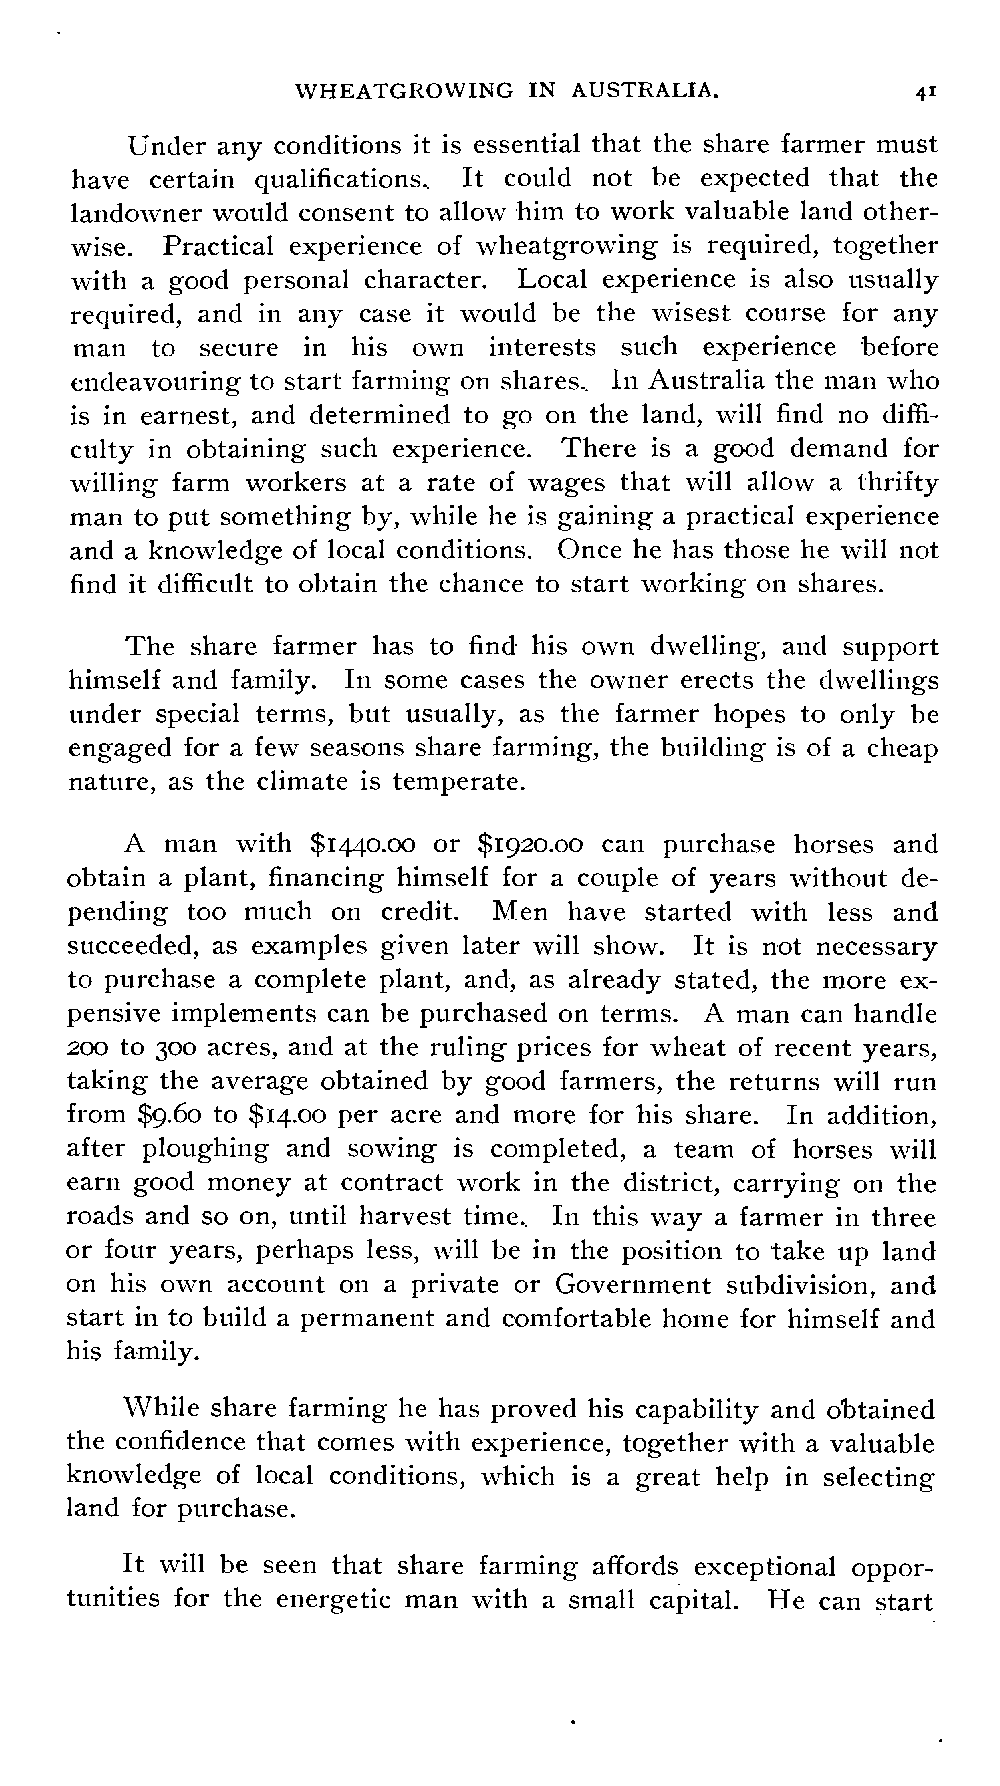 WHEATGROWING IN AUSTRALIA. 41
Under any conditions it is essential that the share farmer must
have certain qualifications. It could not be expected that the
landowner would consent to allow him to work valuable land other-
wise. Practical experience of wheatgrowing is required, together
with a good personal character. Local experience is also usually
required, and in any case it would be the wisest course for any
man to secure in his own interests such experience before
endeavouring to start farming on shares. In Australia the man who
is in earnest, and determined to go on the land, will find no diffi-
culty in obtaining such experience. There is a good demand for
willing farm workers at a rate of wages that will allow a thrifty
man to put something by, while he is gaining a practical experience
and a knowledge of local conditions. Once he has those he will not
find it difficult to obtain the chance to start working on shares.
The share farmer has to find his own dwelling, and support
himself and family. In some cases the owner erects the dwellings
under special terms, but usually, as the farmer hopes to only be
engaged for a few seasons share farming, the building is of a cheap
nature, as the climate is temperate.
A man with $1440.00 or $1920.00 can purchase horses and
obtain a plant, financing himself for a couple of years without de-
pending too much on credit. Men have started with less and
succeeded, as examples given later will show. It is not necessary
to purchase a complete plant, and, as already stated, the more ex-
pensive implements can be purchased on terms. A man can handle
200 to 300 acres, and at the ruling prices for wheat of recent years,
taking the average obtained by good farmers, the returns will run
from $9.60 to $14.00 per acre and more for his share. In addition,
after ploughing and sowing is completed, a team of horses will
earn good money at contract work in the district, carrying on the
roads and so on, until harvest time. In this way a farmer in three
or four years, perhaps less, will be in the position to take up land
on his own account on a private or Government subdivision, and
start in to build a permanent and comfortable home for himself and
his family.
While share farming he has proved his capability and obtained
the confidence that comes with experience, together with a valuable
knowledge of local conditions, which is a great help in selecting
land for purchase.
It will be seen that share farming affords exceptional oppor-
tunities for the energetic man with a small capital. He can start